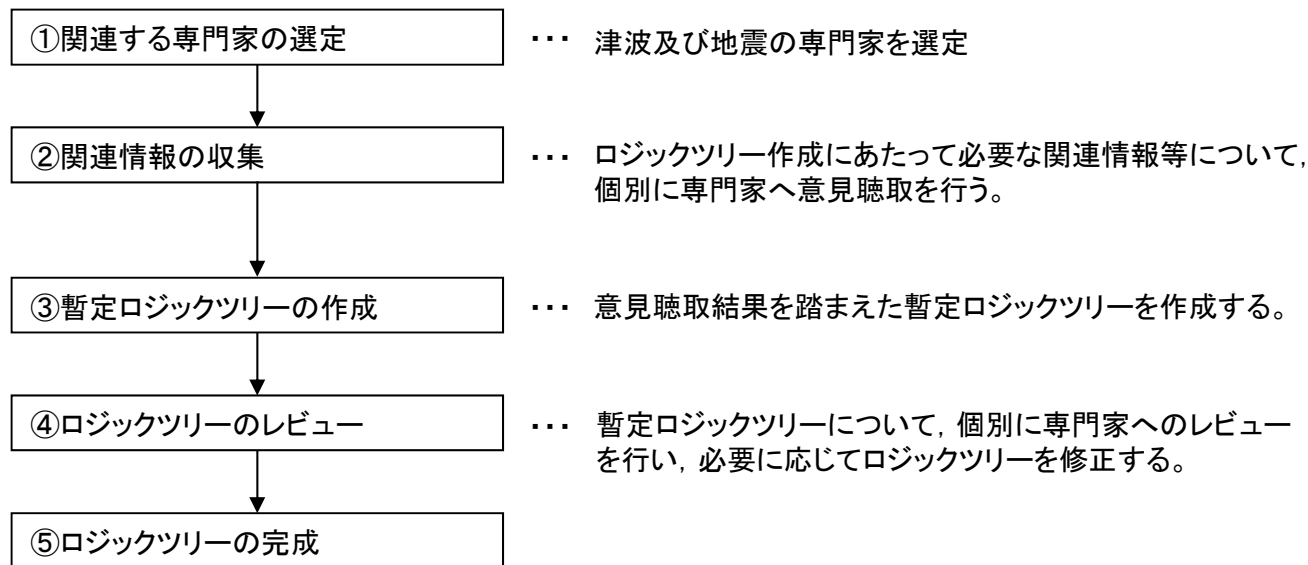 ①関連する専門家の選定
・・・ 津波及び地震の専門家を選定
②関連情報の収集
・・・ ロジックツリー作成にあたって必要な関連情報等について,
個別に専門家へ意見聴取を行う。
③暫定ロジックツリーの作成
・・・ 意見聴取結果を踏まえた暫定ロジックツリーを作成する。
④ロジックツリーのレビュー
・・・ 暫定ロジックツリーについて, 個別に専門家へのレビュー
を行い, 必要に応じてロジックツリーを修正する。
⑤ロジックツリーの完成